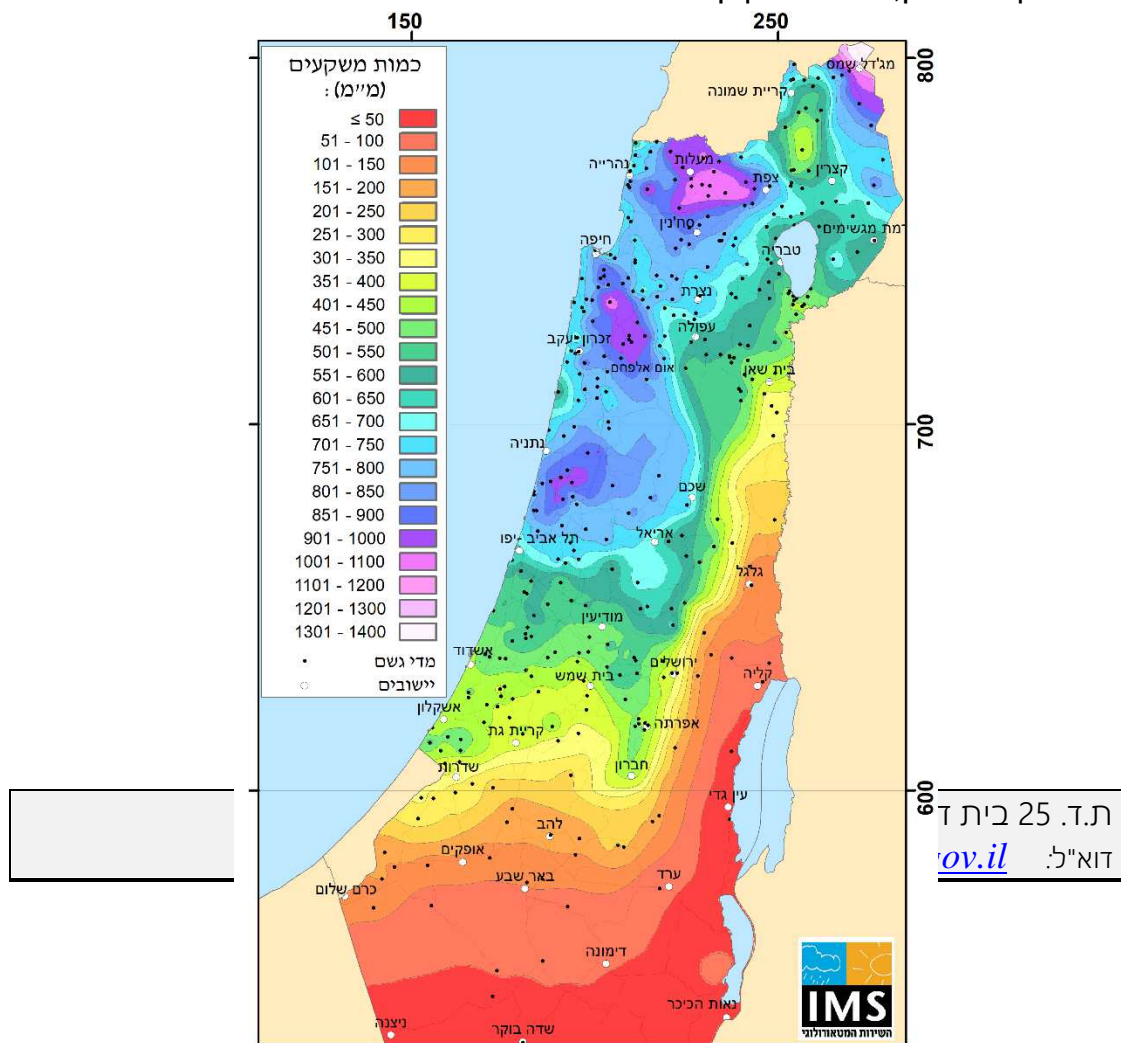 150
250
800
700
600
כמות משקעים
(מ״מ) :
≤ 50
51 - 100
101 - 150
151 - 200
201 - 250
251 - 300
301 - 350
351 - 400
401 - 450
451 - 500
501 - 550
551 - 600
601 - 650
651 - 700
701 - 750
751 - 800
801 - 850
851 - 900
901 - 1000
1001 - 1100
1101 - 1200
1201 - 1300
1301 - 1400
מדי גשם
יישובים
מג'דל שמס
קריית שמונה
מעלות
נהרייה
צפת
קצרין
סח'נין
רמת מגשימים
חיפה
טבריה
נצרת
עפולה
זכרון יעקב
אום אלפחם
בית שאן
נתניה
שכם
אריאל
תל אביב -יפו
גלגל
מודיעין
אשדוד
ירושלים
בית שמש
קליה
אשקלון
אפרתה
קריית גת
חברון
שדרות
עין גדי
להב
אופקים
באר שבע
ערד
כרם שלום
דימונה
נאות הכיכר
ניצנה
שדה בוקר
ת.ד. 25 בית ד
דוא"ל: ov.il
IMS
השירות המטאורולוגי